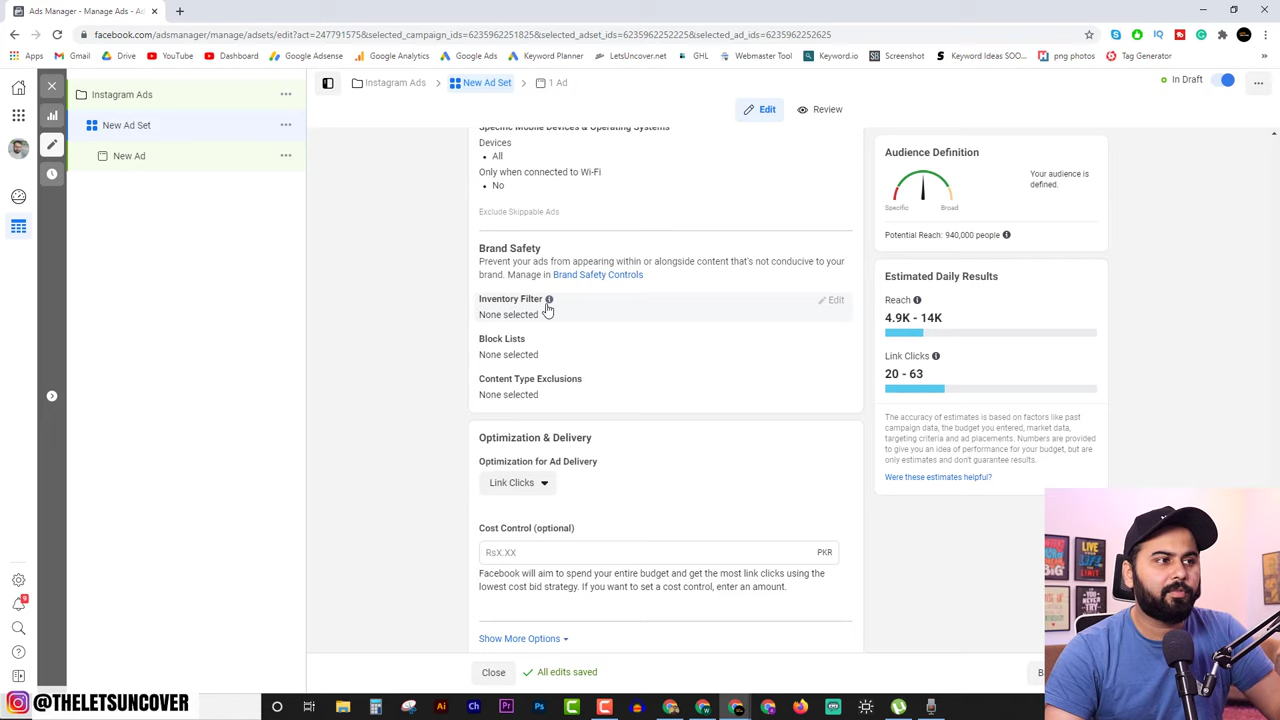 Ads Manager - Manage Ads - Ad
facebook.com/adsmanager/manage/adsets/edit?act=247791575&selected_campaign_ids=6235962251825&selected_adset_ids=6235962252225&selected_ad_ids=6235962252625
Apps
Gmail
Drive
YouTube
Dashboard
Google Adsense
Google Analytics
Google Ads
Keyword Planner
LetsUncover.net
GHL
Webmaster Tool
Keyword.io
Screenshot
Keyword Ideas SOO...
png photos
Tag Generator
Instagram Ads
New Ad Set
New Ad
Instagram Ads
New Ad Set
1 Ad
In Draft
Edit
Review
Specific Mobile Devices & Operating Systems
Devices
• All
Only when connected to Wi-Fi
• No
Exclude Skippable Ads
Brand Safety
Prevent your ads from appearing within or alongside content that's not conducive to your
brand. Manage in Brand Safety Controls
Inventory Filter
Edit
None selected
Block Lists
None selected
Content Type Exclusions
None selected
Optimization & Delivery
Optimization for Ad Delivery
Link Clicks
Cost Control (optional)
RsX.XX
PKR
Facebook will aim to spend your entire budget and get the most link clicks using the
lowest cost bid strategy. If you want to set a cost control, enter an amount.
Show More Options
Close
All edits saved
Audience Definition
Your audience is
defined.
Specific
Broad
Potential Reach: 940,000 people
Estimated Daily Results
Reach
4.9K - 14K
Link Clicks
20 - 63
The accuracy of estimates is based on factors like past
campaign data, the budget you entered, market data,
targeting criteria and ad placements. Numbers are provided
to give you an idea of performance for your budget, but are
only estimates and don't guarantee results.
Were these estimates helpful?
@THELETSUNCOVER